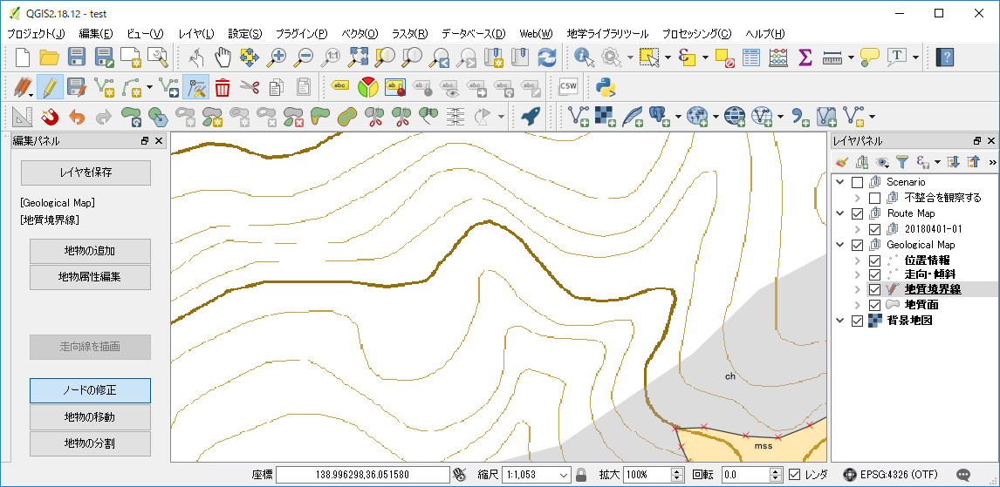 QGIS2.18.12 - test
プロジェクト(J) 編集(E) ビュー(V) レイヤ(L) 設定(S) プラグイン(P) ベクタ(O) ラスタ(R) データベース(D) Web(W) 地学ライブラリツール プロセッシング(C) ヘルプ(H)
1:1
Σ
T
?
abc
ab
CSW
編集パネル
レイヤを保存
[Geological Map]
[地質境界線]
地物の追加
地物属性編集
走向線を描画
ノードの修正
地物の移動
地物の分割
ch
mss
レイヤパネル
Scenario
不整合を観察する
Route Map
20180401-01
Geological Map
位置情報
走向・傾斜
地質境界線
地質面
背景地図
座標 138.996298,36.051580 縮尺 1:1,053 拡大 100% 回転 0.0 レンダ EPSG:4326 (OTF)